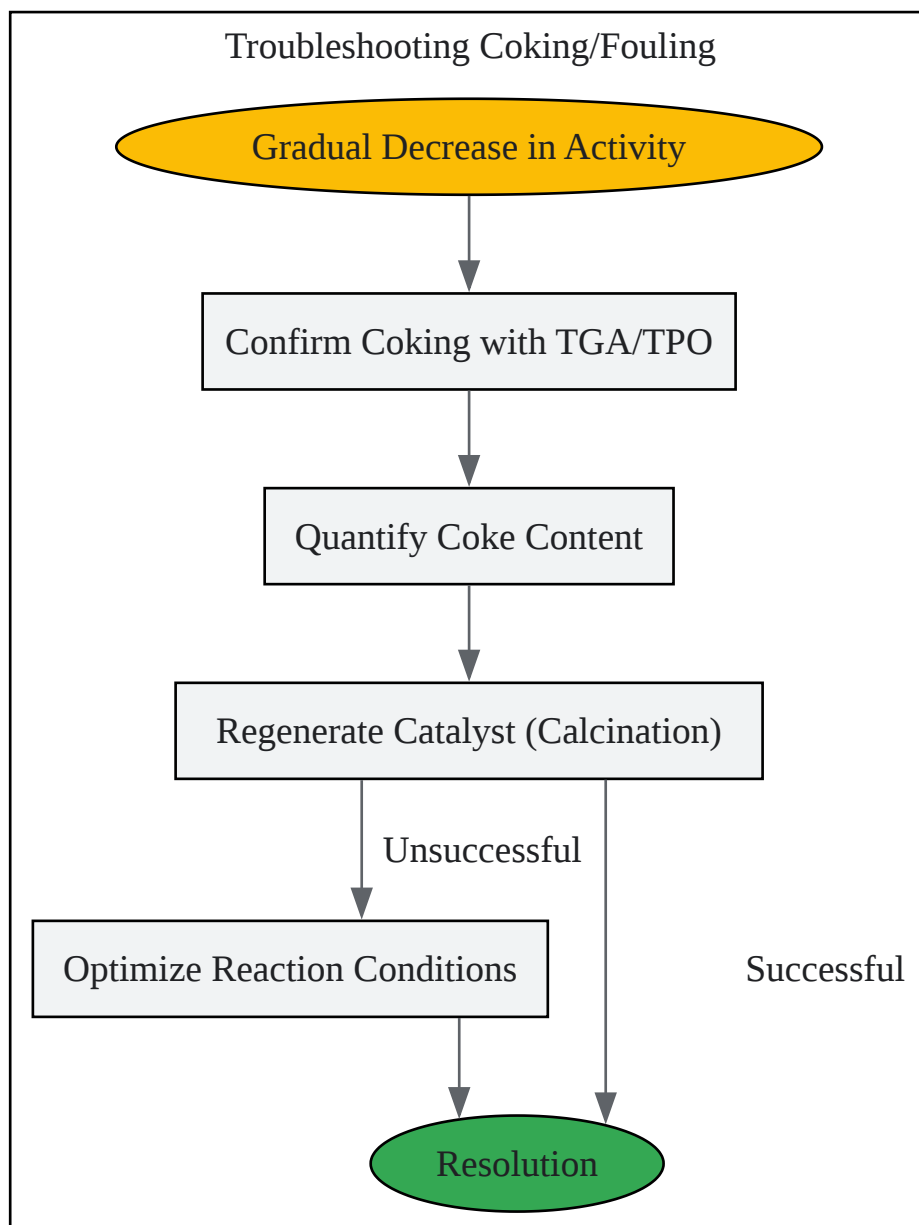 Troubleshooting Coking/Fouling
Gradual Decrease in Activity
Confirm Coking with TGA/TPO
Quantify Coke Content
Regenerate Catalyst (Calcination)
Unsuccessful
Optimize Reaction Conditions
Successful
Resolution